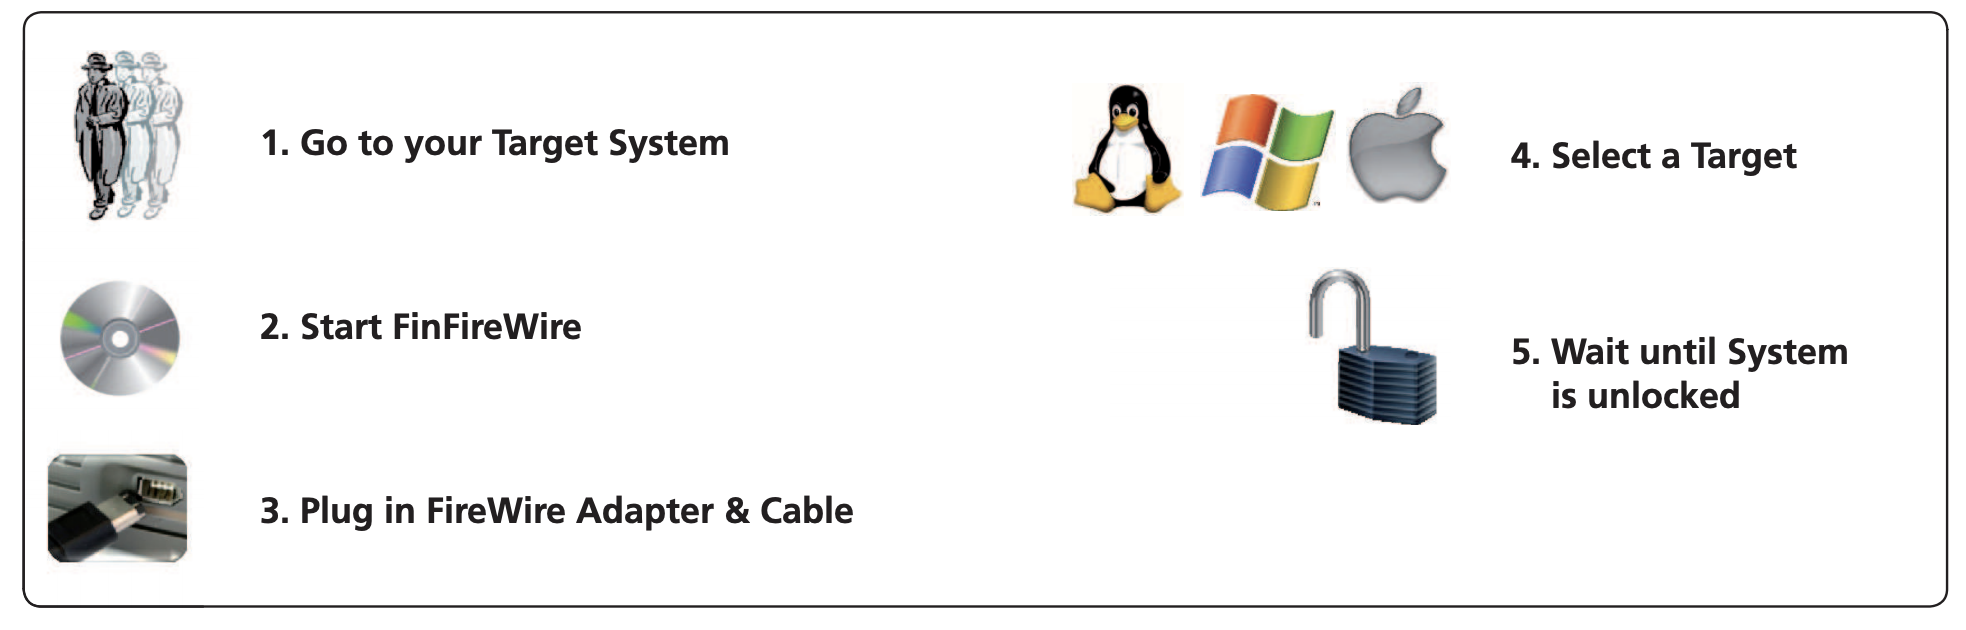 1. Go to your Target System
2. Start FinFireWire
3. Plug in FireWire Adapter & Cable
4. Select a Target
5. Wait until System
is unlocked